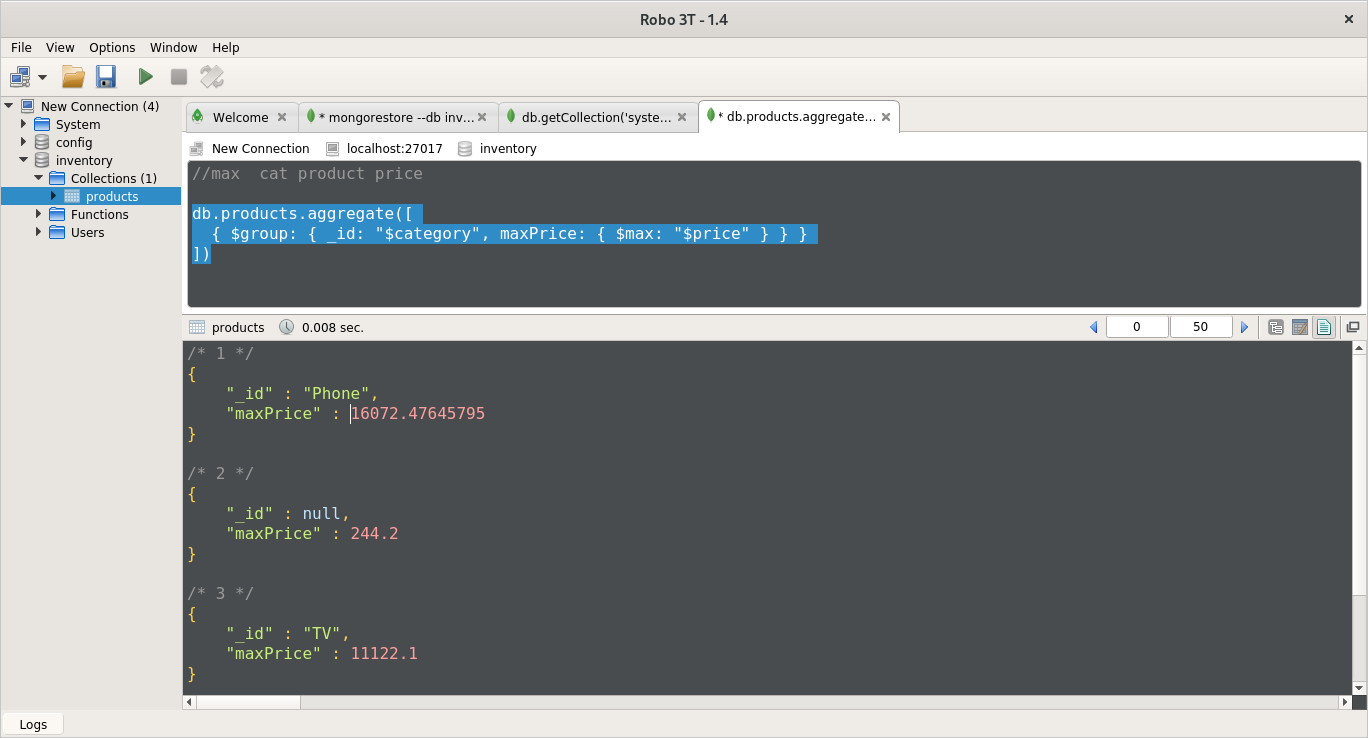 Robo 3T - 1.4
File View Options Window Help
New Connection (4)
System
config
inventory
Collections (1)
products
Functions
Users
Welcome
* mongorestore --db inv...
db.getCollection('syste...
* db.products.aggregate...
New Connection localhost:27017 inventory
//max  cat product price
db.products.aggregate([
  { $group: { _id: "$category", maxPrice: { $max: "$price" } } }
])
products 0.008 sec.
0 50
/* 1 */
{
    "_id" : "Phone",
    "maxPrice" : 16072.47645795
}
/* 2 */
{
    "_id" : null,
    "maxPrice" : 244.2
}
/* 3 */
{
    "_id" : "TV",
    "maxPrice" : 11122.1
}
Logs